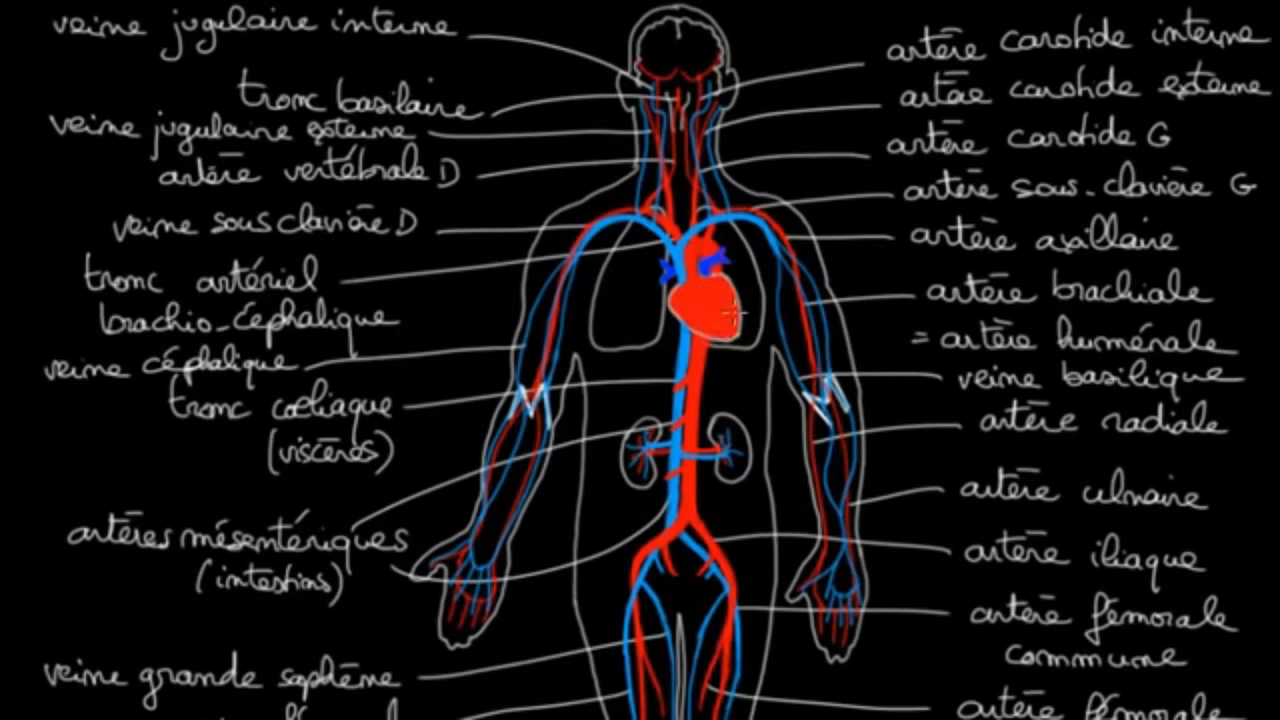 veine jugulaire interne
tronc basilaire
veine jugulaire externe
artère vertébrale D
veine sous clavière D
tronc artériel
brachio-céphalique
veine céphalique
tronc cœliaque
(viscères)
artères mésentériques
(intestins)
veine grande saphène
artère carotide interne
artère carotide externe
artère carotide G
artère sous-clavière G
artère axillaire
artère brachiale
= artère humérale
veine basilique
artère radiale
artère ulnaire
artère iliaque
artère fémorale
commune
artère fémorale